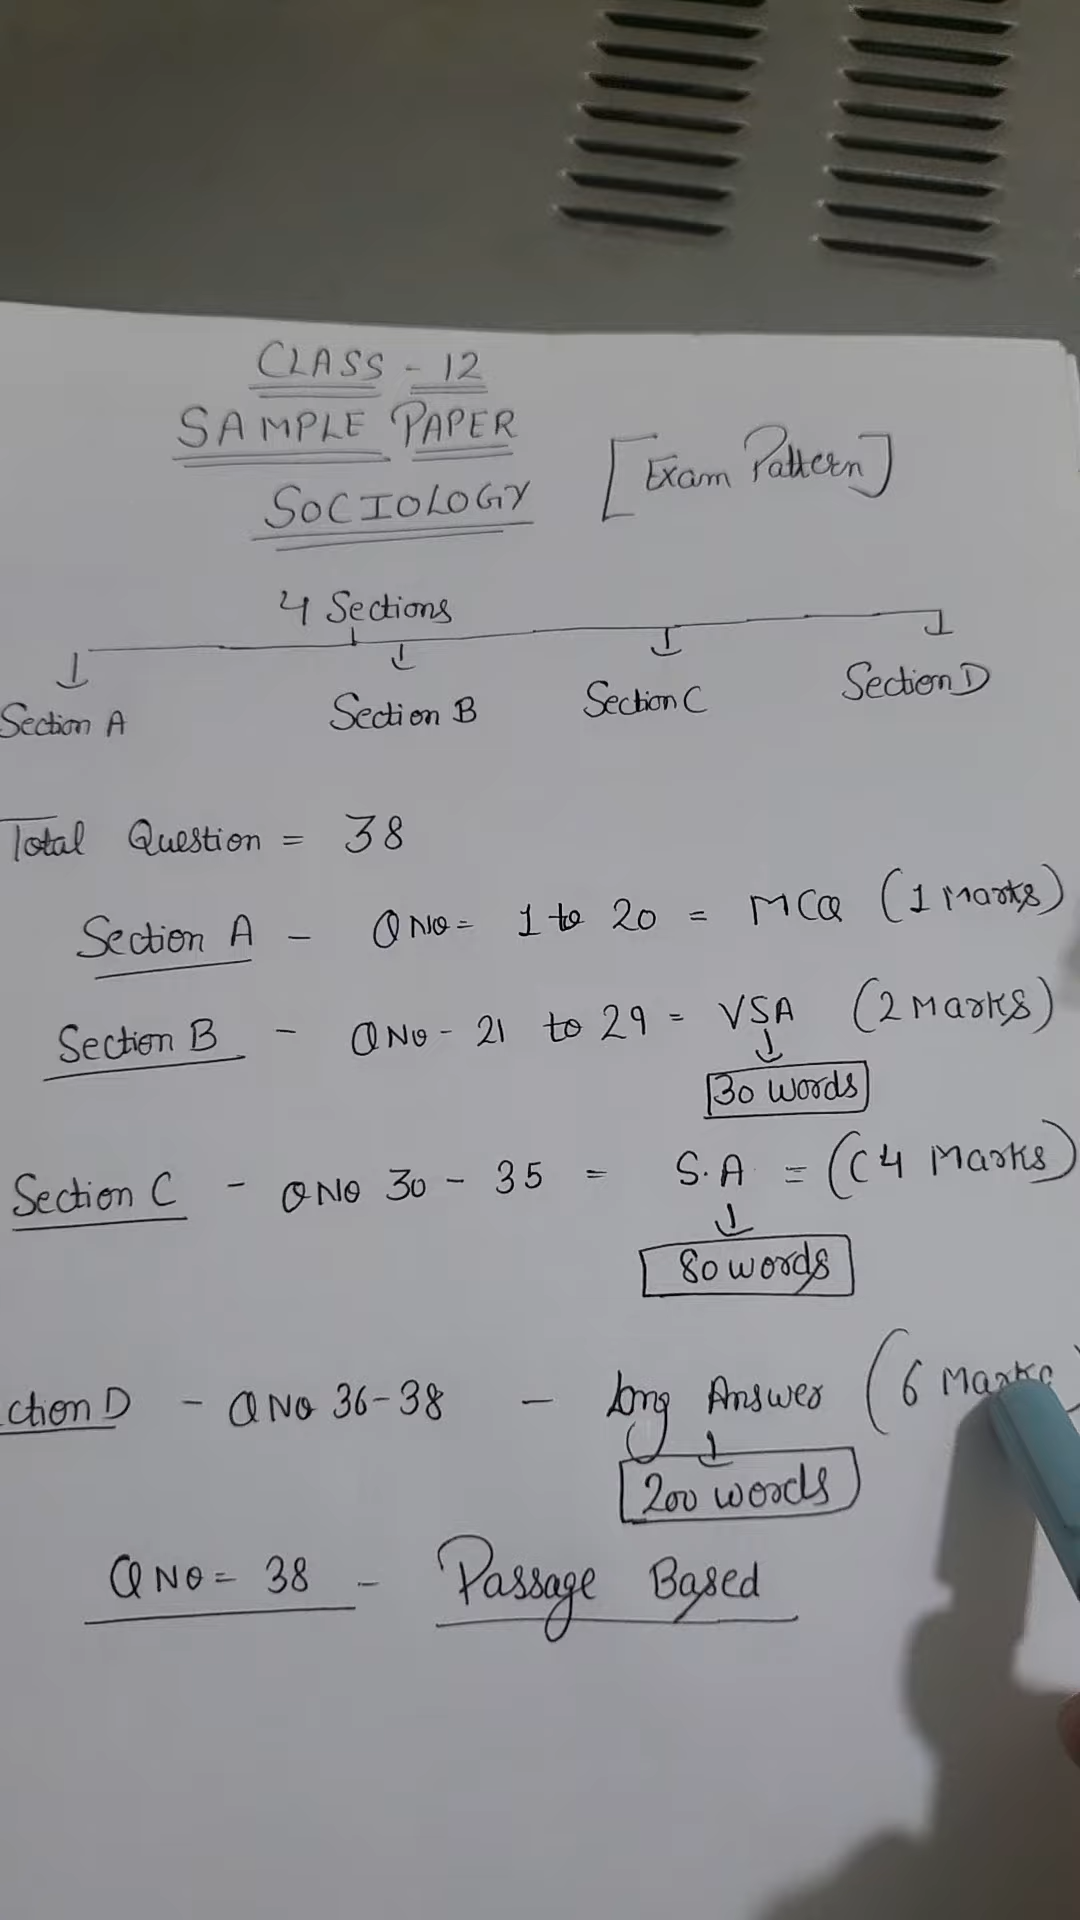 CLASS - 12
SAMPLE PAPER
SOCIOLOGY [Exam Pattern]
4 Sections
Section A Section B Section C Section D
Total Question = 38
Section A - Q No = 1 to 20 = MCQ (1 Marks)
Section B - Q No - 21 to 29 = VSA (2 Marks)
30 words
Section C - Q No 30 - 35 = S.A = ((4 Marks)
80 words
ction D - Q No 36-38 - long Answer (6 Marks)
200 words
Q No = 38 - Passage Based